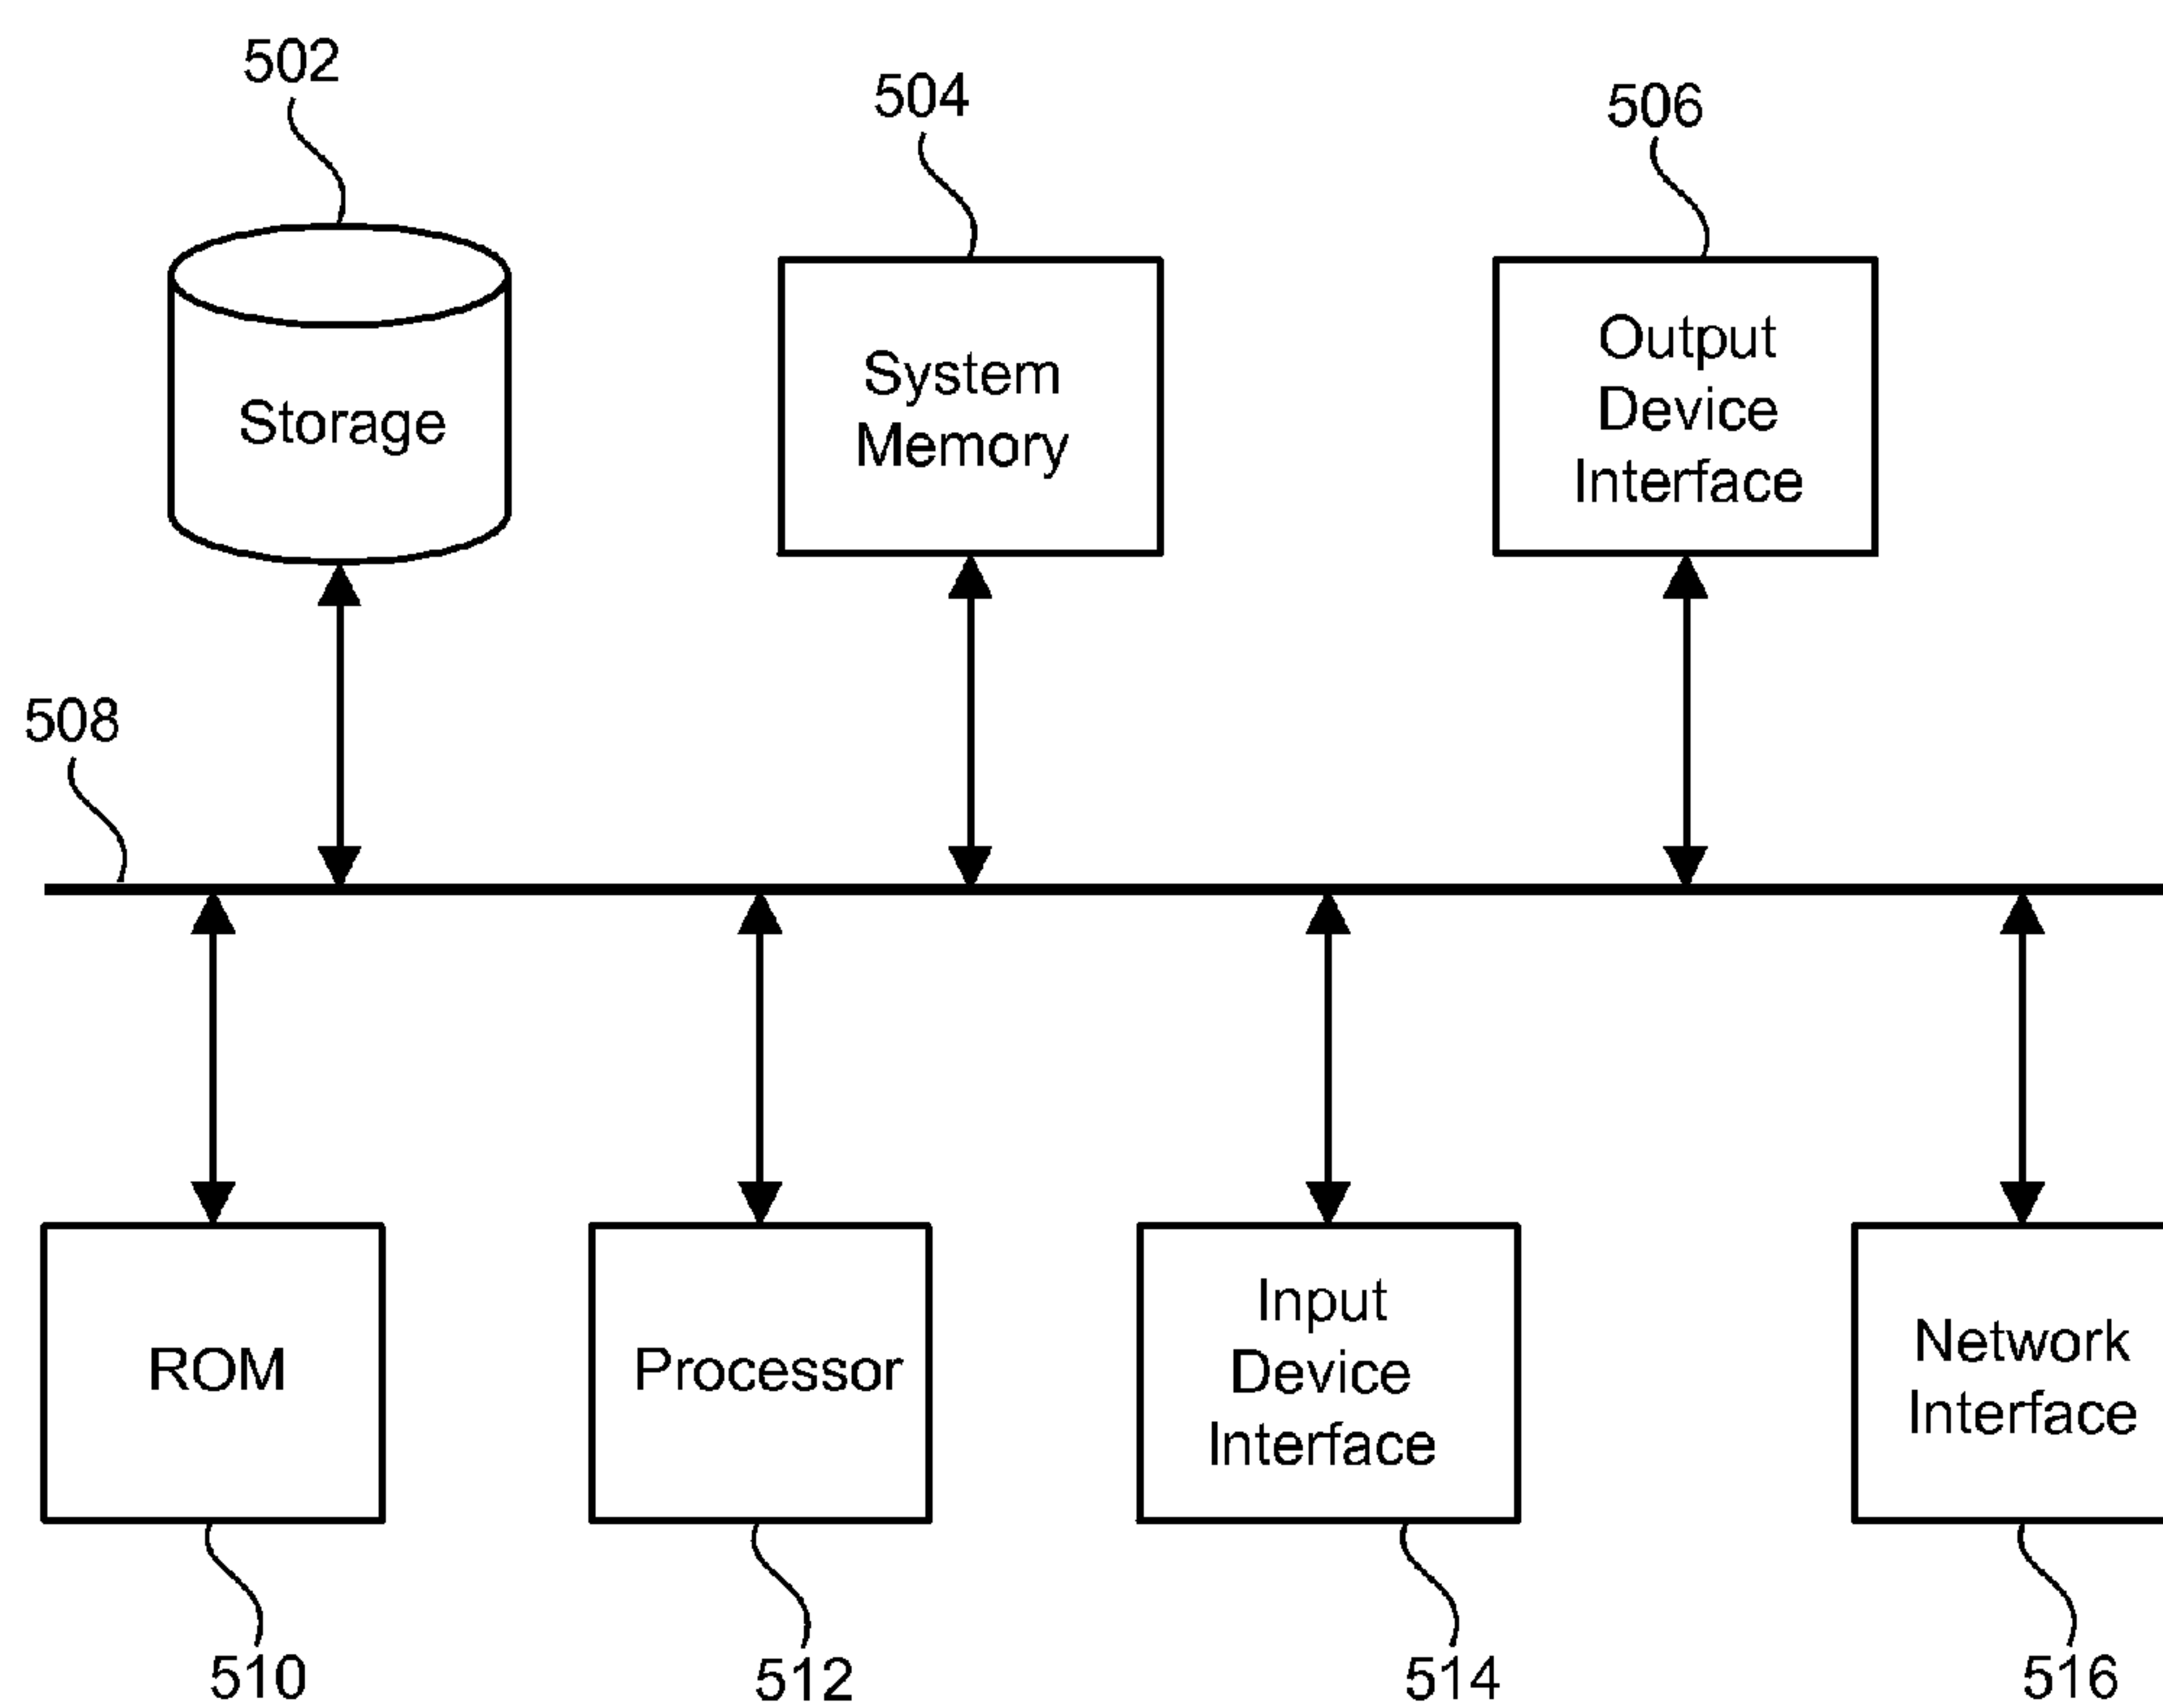 502
504
506
Storage
System
Memory
Output
Device
Interface
508
ROM
Processor
Input
Device
Interface
Network
Interface
510
512
514
516